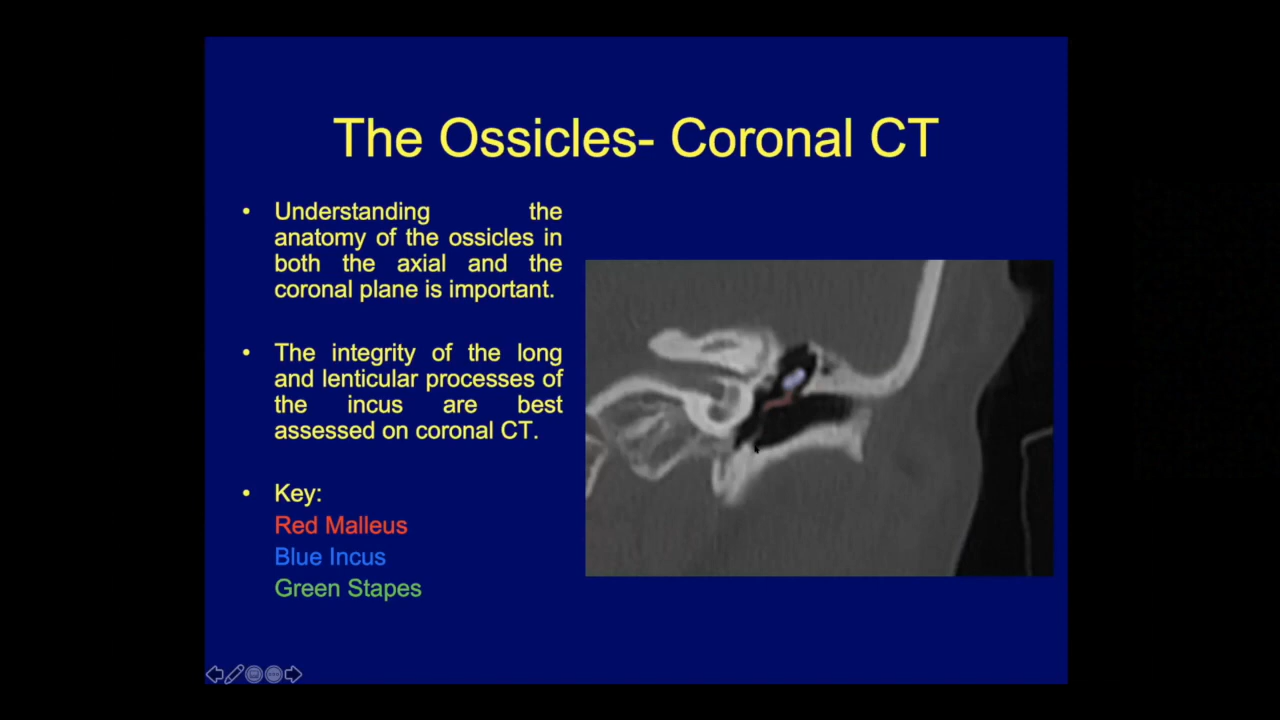 The Ossicles- Coronal CT
• Understanding the
anatomy of the ossicles in
both the axial and the
coronal plane is important.
• The integrity of the long
and lenticular processes of
the incus are best
assessed on coronal CT.
• Key:
Red Malleus
Blue Incus
Green Stapes